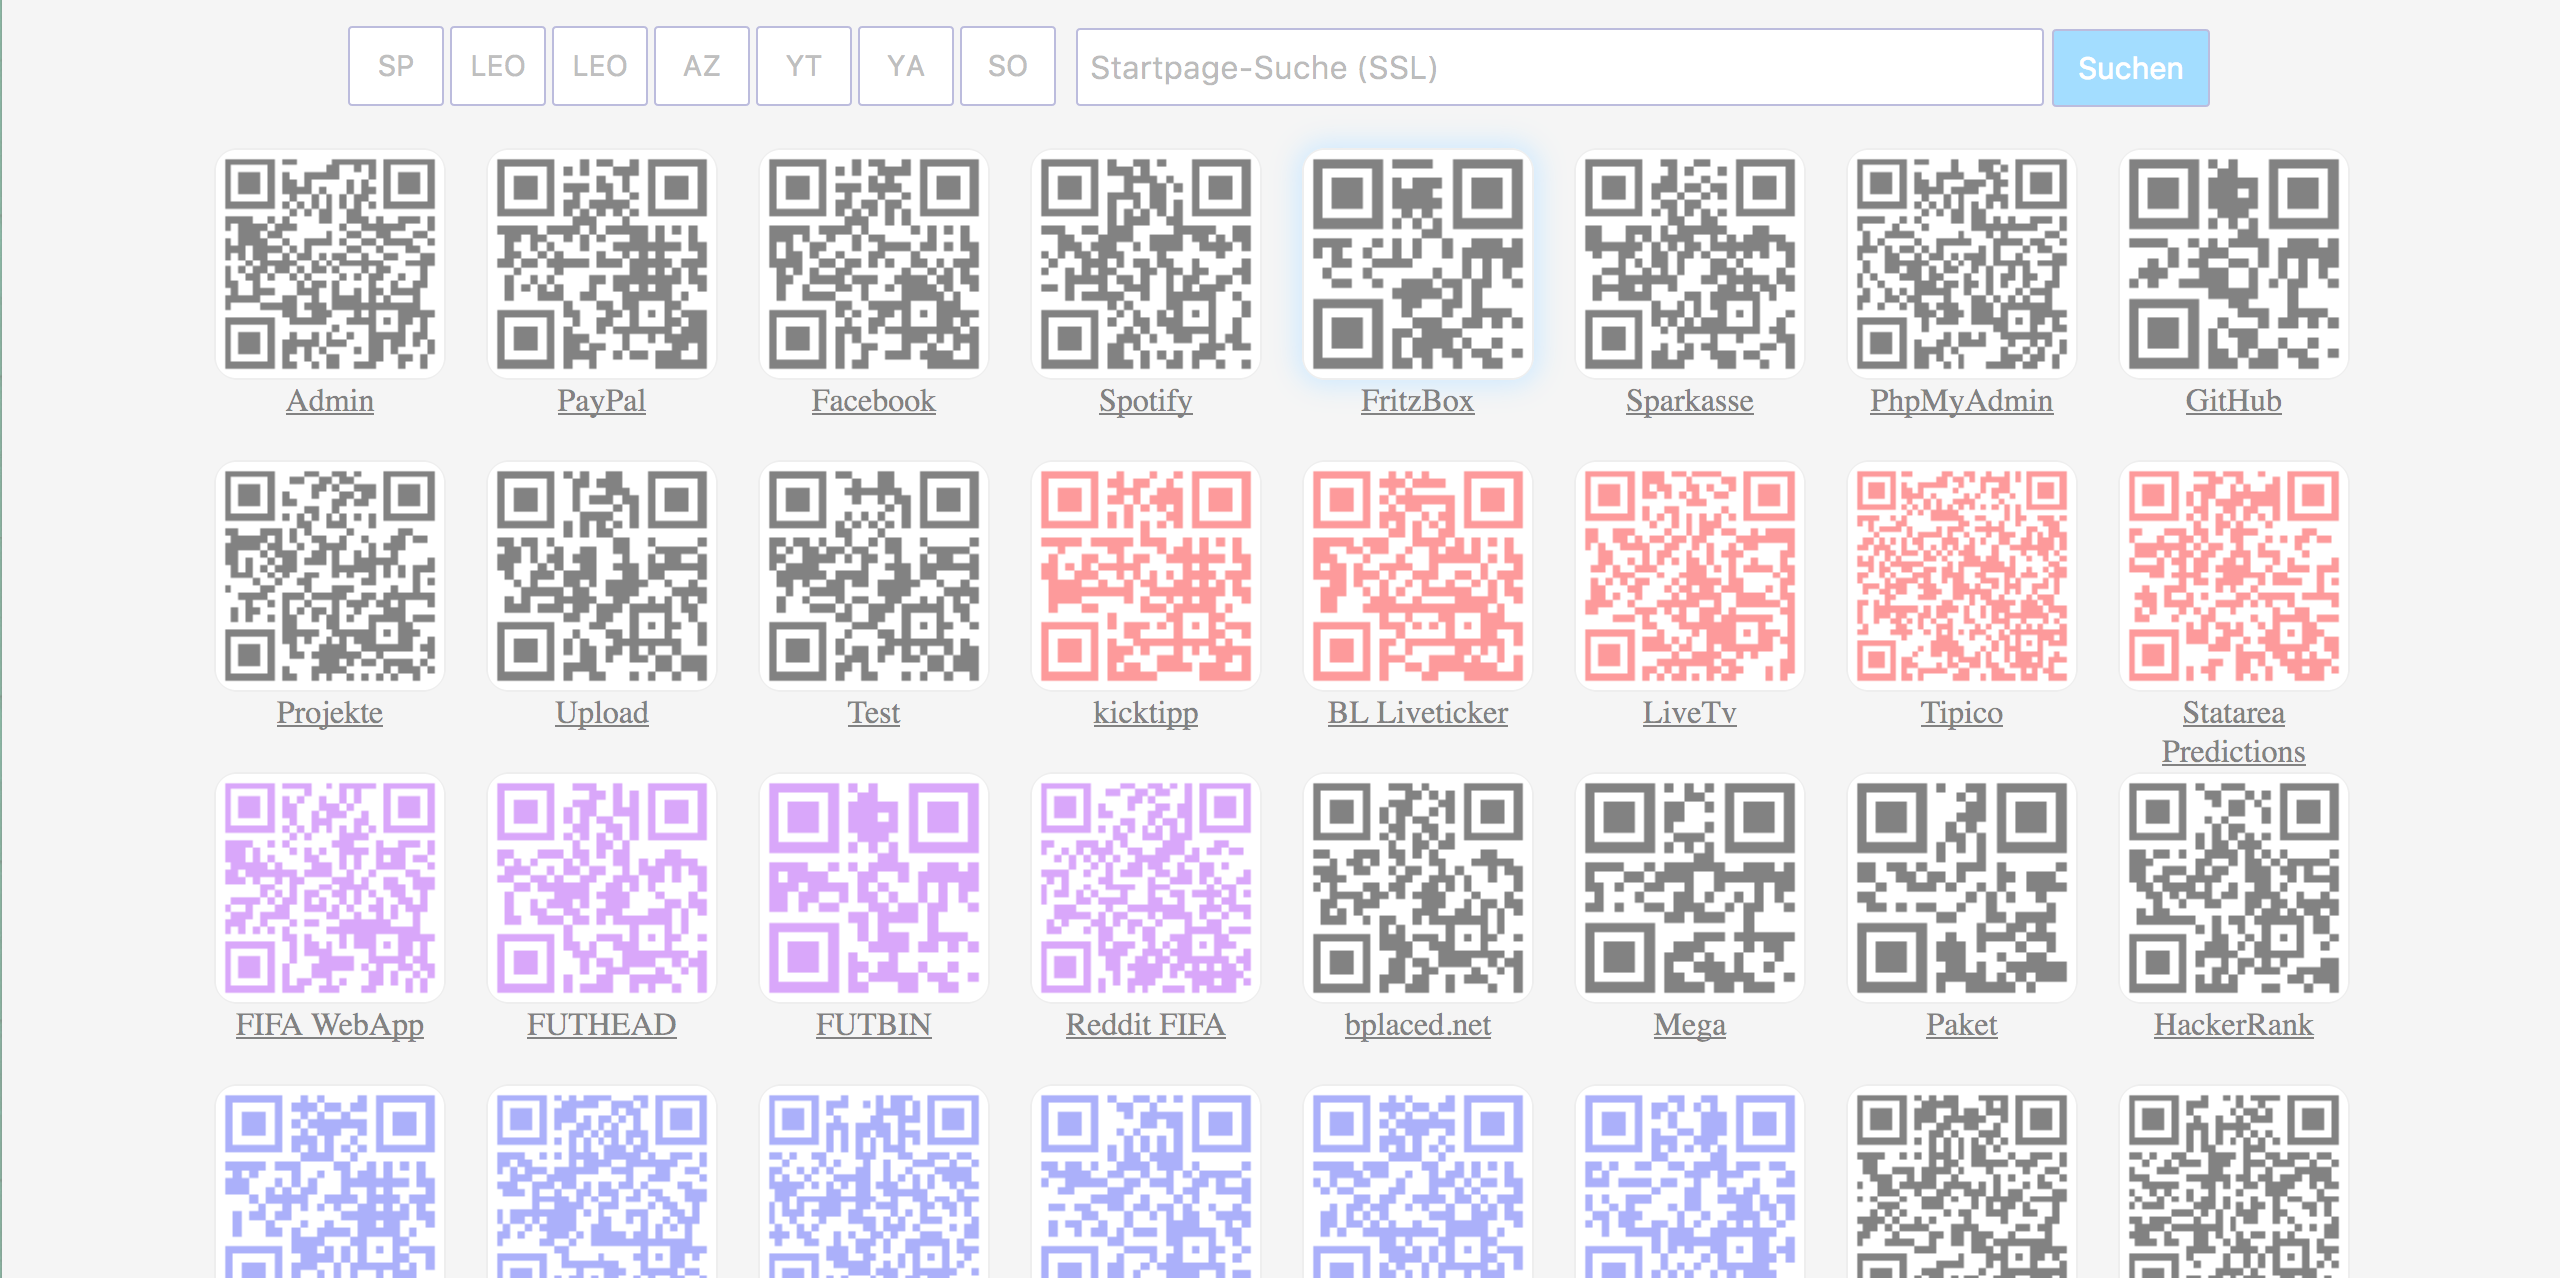 SP LEO LEO AZ YT YA SO Startpage-Suche (SSL) Suchen
Admin PayPal Facebook Spotify FritzBox Sparkasse PhpMyAdmin GitHub
Projekte Upload Test kicktipp BL Liveticker LiveTv Tipico Statarea
Predictions
FIFA WebApp FUTHEAD FUTBIN Reddit FIFA bplaced.net Mega Paket HackerRank